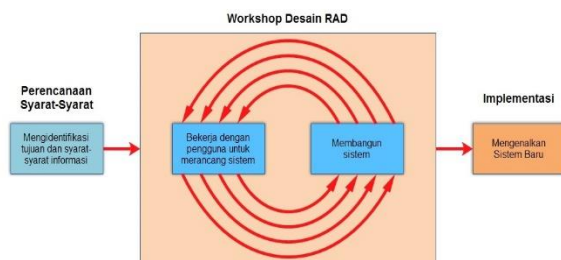 Workshop Desain RAD
Perencanaan
Syarat-Syarat
Mengidentifikasi
tujuan dan syarat-
syarat informasi
Bekerja dengan
pengguna untuk
merancang sistem
Membangun
sistem
Implementasi
Mengenalkan
Sistem Baru